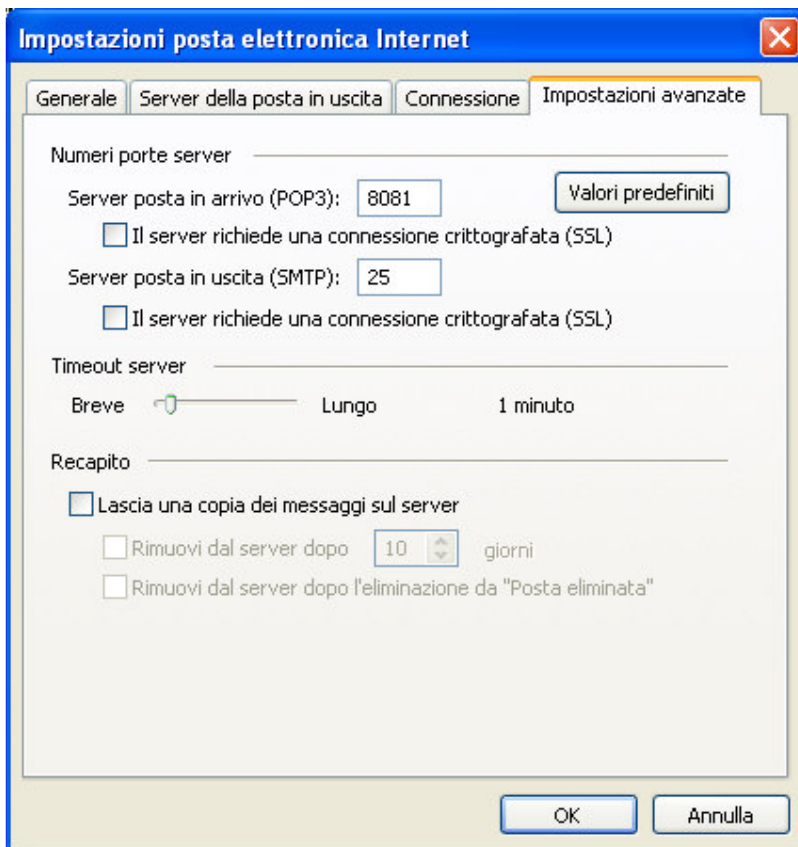 Impostazioni posta elettronica Internet
Generale Server della posta in uscita Connessione Impostazioni avanzate
Numeri porte server
Server posta in arrivo (POP3): 8081 Valori predefiniti
Il server richiede una connessione crittografata (SSL)
Server posta in uscita (SMTP): 25
Il server richiede una connessione crittografata (SSL)
Timeout server
Breve Lungo 1 minuto
Recapito
Lascia una copia dei messaggi sul server
Rimuovi dal server dopo 10 giorni
Rimuovi dal server dopo l'eliminazione da "Posta eliminata"
OK Annulla